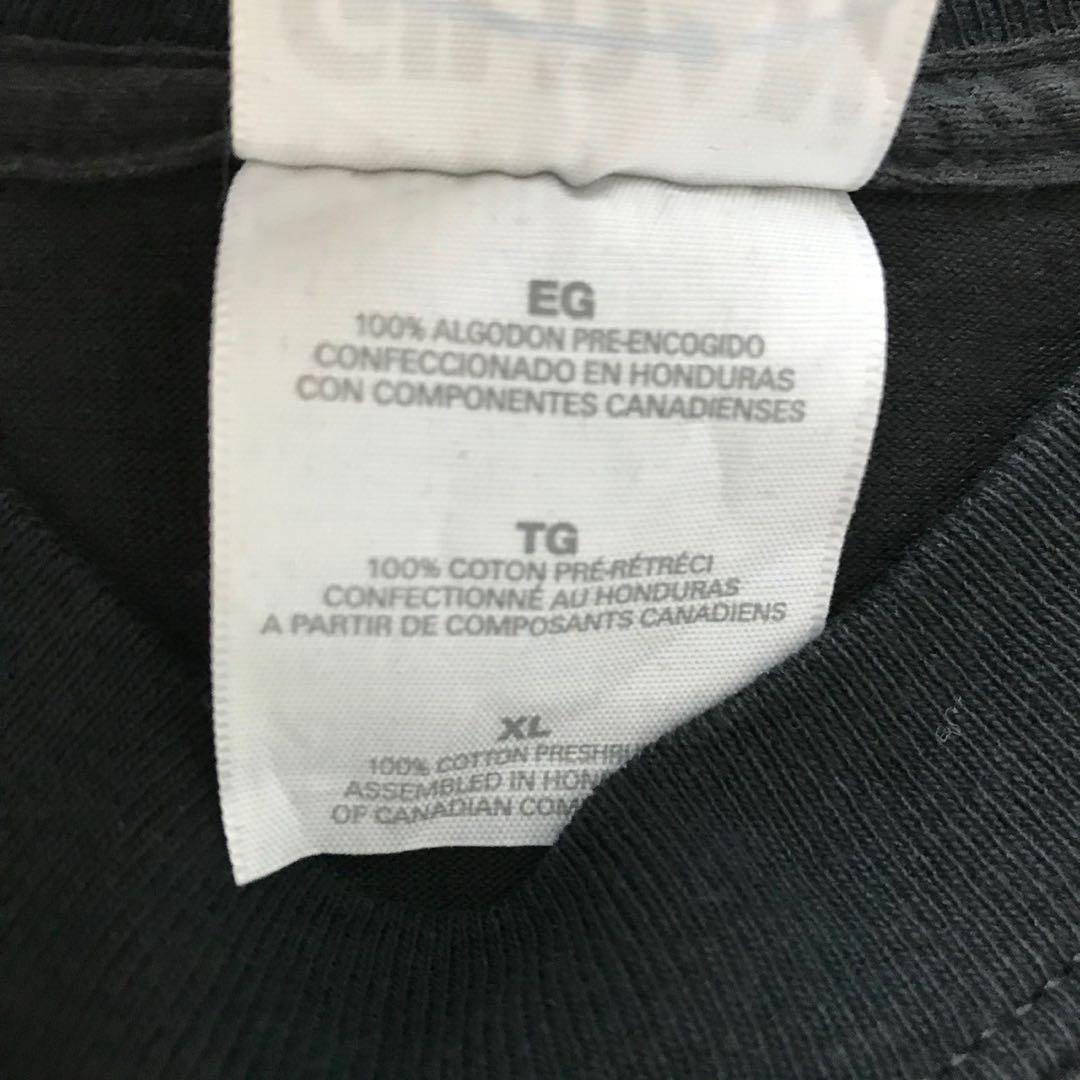 EG
100% ALGODON PRE-ENCOGIDO
CONFECCIONADO EN HONDURAS
CON COMPONENTES CANADIENSES
TG
100% COTON PRÉ-RÉTRÉCI
CONFECTIONNÉ AU HONDURAS
A PARTIR DE COMPOSANTS CANADIENS
XL
100% COTTON
ASSEMBLED IN
OF CANADIAN